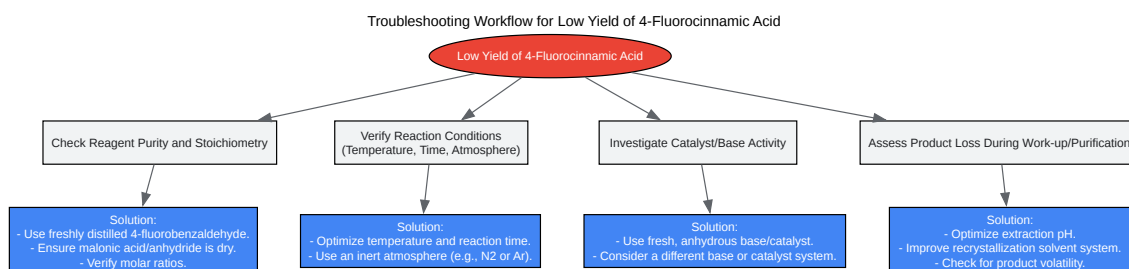 Troubleshooting Workflow for Low Yield of 4-Fluorocinnamic Acid
Low Yield of 4-Fluorocinnamic Acid
Check Reagent Purity and Stoichiometry
Verify Reaction Conditions
(Temperature, Time, Atmosphere)
Investigate Catalyst/Base Activity
Assess Product Loss During Work-up/Purification
Solution:
- Use freshly distilled 4-fluorobenzaldehyde.
- Ensure malonic acid/anhydride is dry.
- Verify molar ratios.
Solution:
- Optimize temperature and reaction time.
- Use an inert atmosphere (e.g., N2 or Ar).
Solution:
- Use fresh, anhydrous base/catalyst.
- Consider a different base or catalyst system.
Solution:
- Optimize extraction pH.
- Improve recrystallization solvent system.
- Check for product volatility.